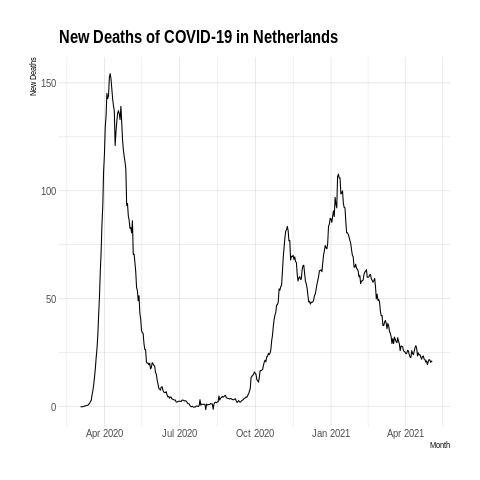 New Deaths of COVID-19 in Netherlands
New Deaths
150
100
50
0
Apr 2020 Jul 2020 Oct 2020 Jan 2021 Apr 2021
Month